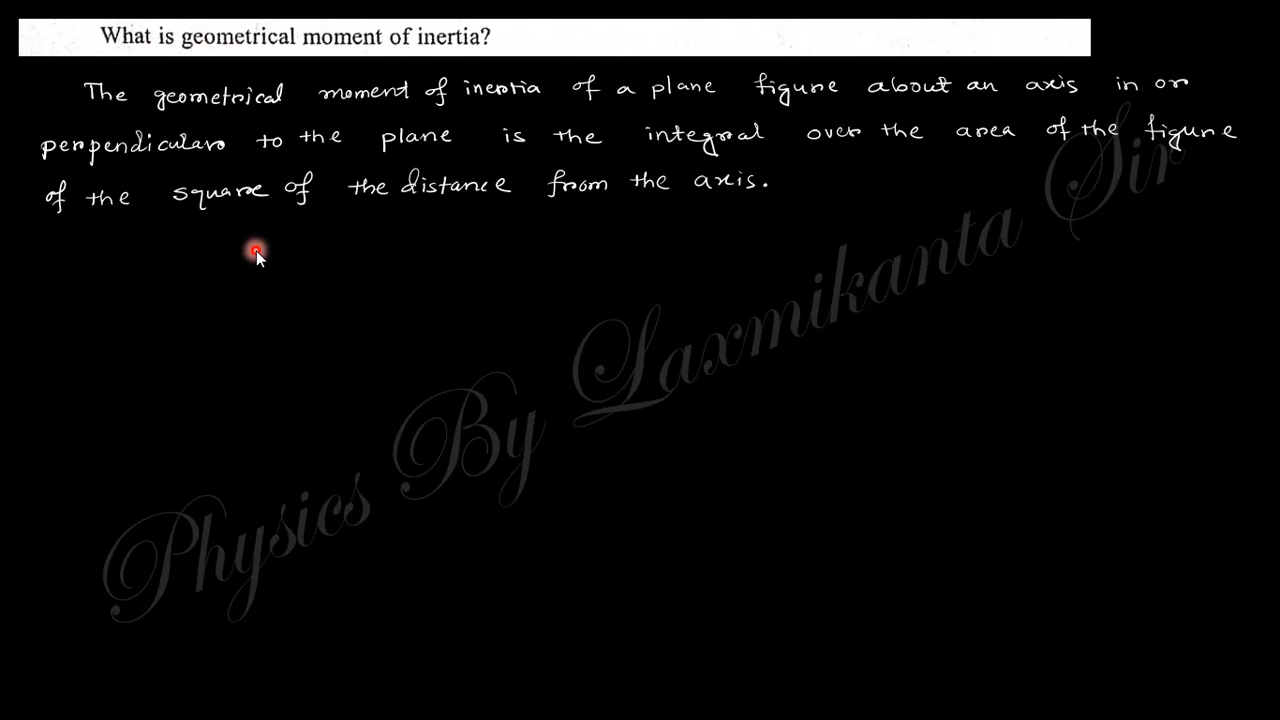 What is geometrical moment of inertia?
The geometrical moment of inertia of a plane figure about an axis in or
perpendicular to the plane is the integral over the area of the figure
of the square of the distance from the axis.
Physics By Laxmikanta Sir